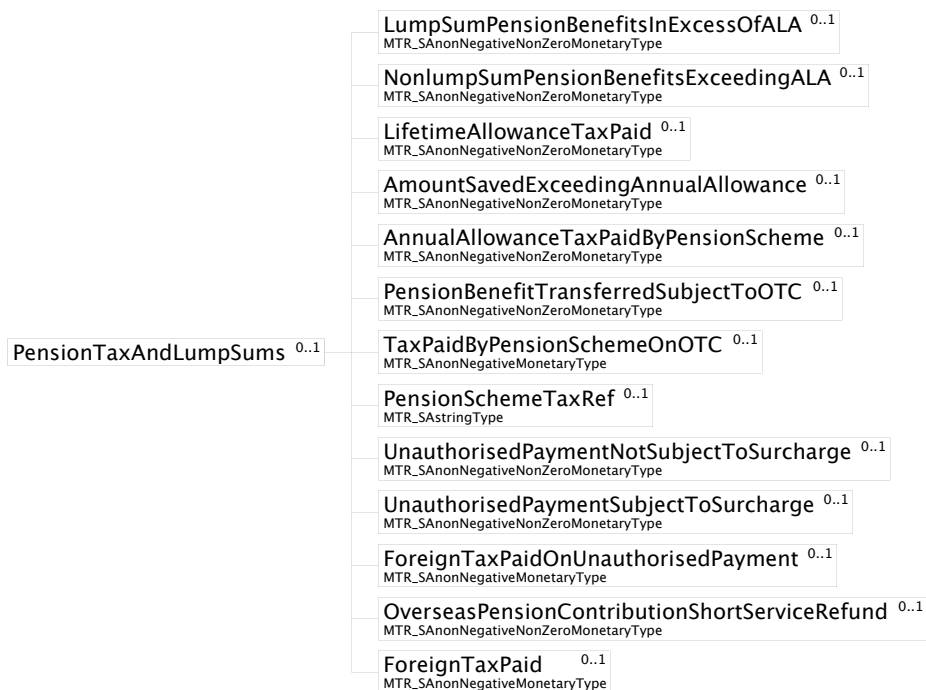 LumpSumPensionBenefitsInExcessOfALA 0..1
MTR_SAnonNegativeNonZeroMonetaryType
NonlumpSumPensionBenefitsExceedingALA 0..1
MTR_SAnonNegativeNonZeroMonetaryType
LifetimeAllowanceTaxPaid 0..1
MTR_SAnonNegativeNonZeroMonetaryType
AmountSavedExceedingAnnualAllowance 0..1
MTR_SAnonNegativeNonZeroMonetaryType
AnnualAllowanceTaxPaidByPensionScheme 0..1
MTR_SAnonNegativeNonZeroMonetaryType
PensionBenefitTransferredSubjectToOTC 0..1
MTR_SAnonNegativeNonZeroMonetaryType
PensionTaxAndLumpSums 0..1
TaxPaidByPensionSchemeOnOTC 0..1
MTR_SAnonNegativeMonetaryType
PensionSchemeTaxRef 0..1
MTR_SAstringType
UnauthorisedPaymentNotSubjectToSurcharge 0..1
MTR_SAnonNegativeNonZeroMonetaryType
UnauthorisedPaymentSubjectToSurcharge 0..1
MTR_SAnonNegativeNonZeroMonetaryType
ForeignTaxPaidOnUnauthorisedPayment 0..1
MTR_SAnonNegativeMonetaryType
OverseasPensionContributionShortServiceRefund 0..1
MTR_SAnonNegativeNonZeroMonetaryType
ForeignTaxPaid 0..1
MTR_SAnonNegativeMonetaryType